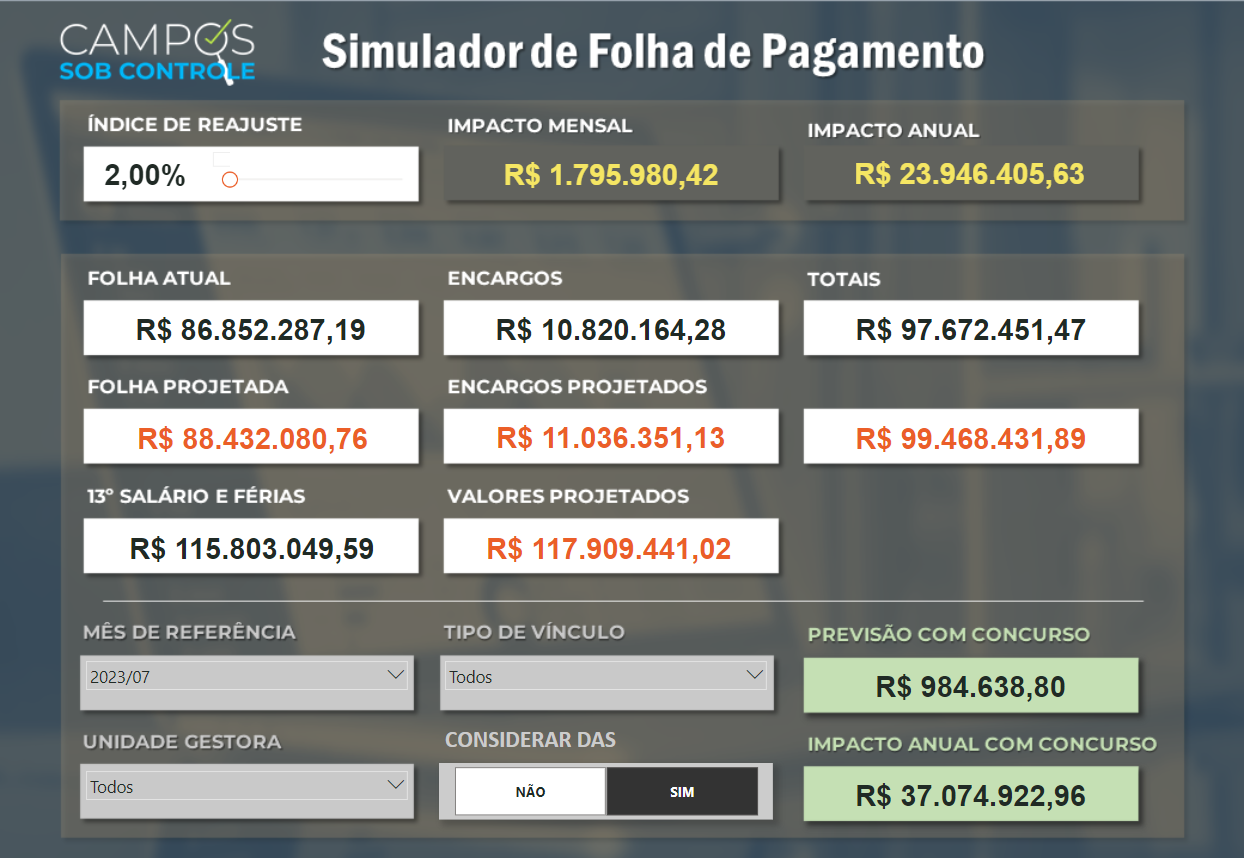 CAMPOS
SOB CONTROLE
Simulador de Folha de Pagamento
ÍNDICE DE REAJUSTE
IMPACTO MENSAL
IMPACTO ANUAL
2,00%
R$ 1.795.980,42
R$ 23.946.405,63
FOLHA ATUAL
ENCARGOS
TOTAIS
R$ 86.852.287,19
R$ 10.820.164,28
R$ 97.672.451,47
FOLHA PROJETADA
ENCARGOS PROJETADOS
R$ 88.432.080,76
R$ 11.036.351,13
R$ 99.468.431,89
13º SALÁRIO E FÉRIAS
VALORES PROJETADOS
R$ 115.803.049,59
R$ 117.909.441,02
MÊS DE REFERÊNCIA
TIPO DE VÍNCULO
PREVISÃO COM CONCURSO
2023/07
Todos
R$ 984.638,80
UNIDADE GESTORA
CONSIDERAR DAS
IMPACTO ANUAL COM CONCURSO
Todos
NÃO
SIM
R$ 37.074.922,96